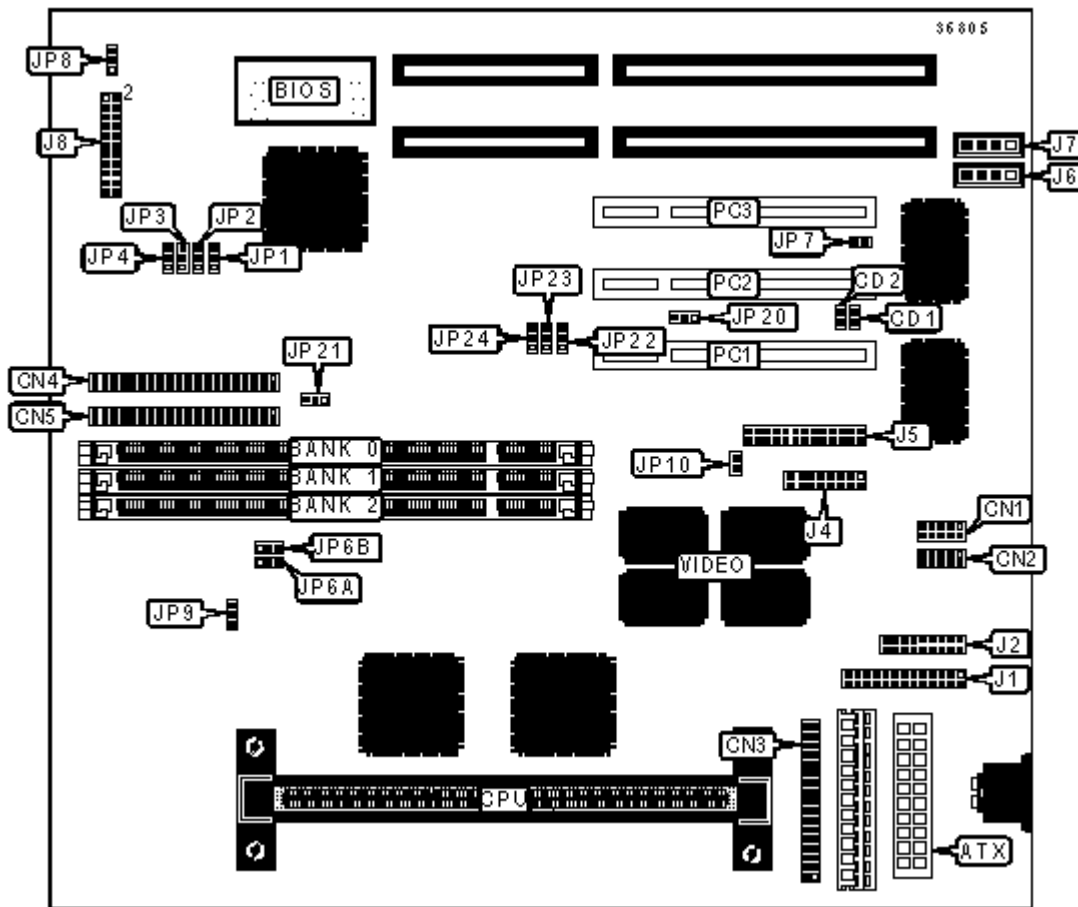 36805
JP8
BIOS
2
J8
J7
J6
JP3
JP2
PC3
JP4
JP1
JP7
JP23
PC2
CD2
JP24
JP20
CD1
JP22
JP21
PC1
CN4
CN5
J5
BANK 0
JP10
BANK 1
BANK 2
CN1
J4
JP6B
CN2
VIDEO
JP6A
JP9
J2
J1
CN3
CPU
ATX